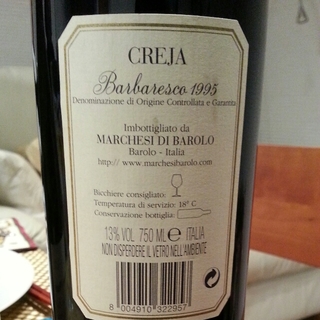 CREJA
Barbaresco 1995
Denominazione di Origine Controllata e Garantita
Imbottigliato da
MARCHESI DI BAROLO
Barolo - Italia
http://www.marchesibarolo.com
Bicchiere consigliato:
Temperatura di servizio: 18° C
Conservazione bottiglia:
13% VOL 750 ML e ITALIA
NON DISPERDERE IL VETRO NELL'AMBIENTE
8 004910 322957